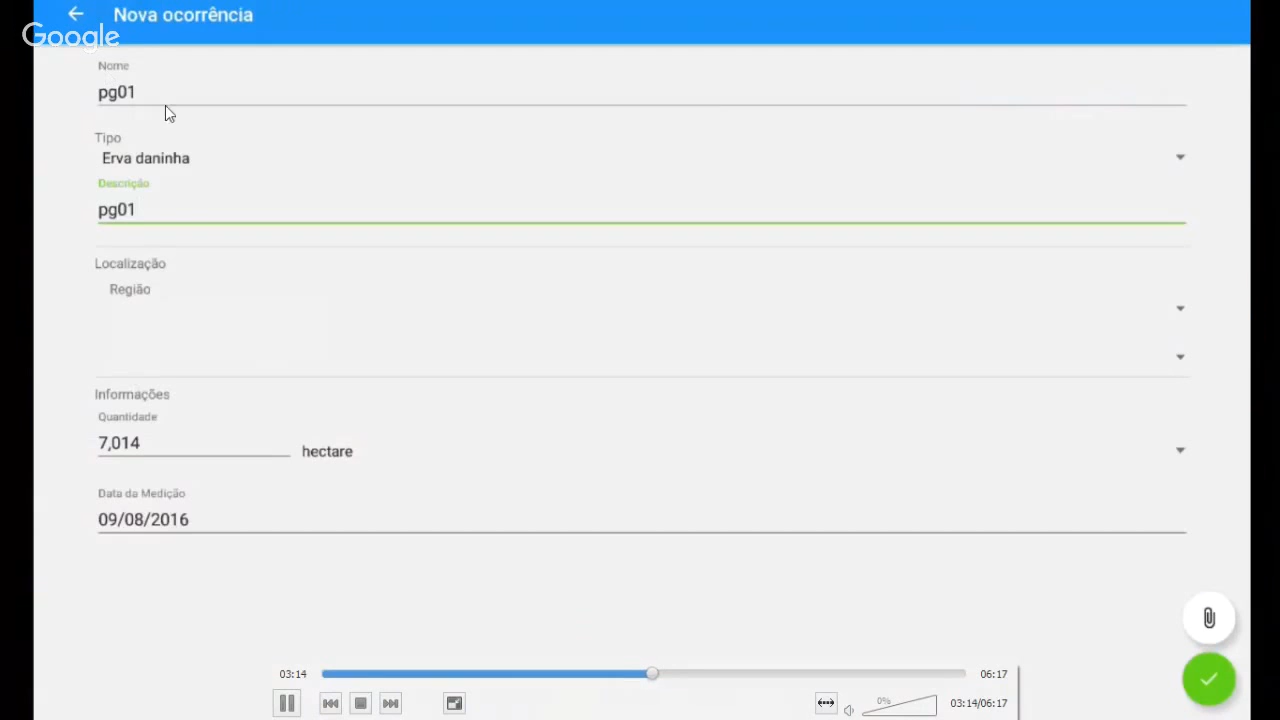 Nova ocorrência
Google
Nome
pg01
Tipo
Erva daninha
Descrição
pg01
Localização
Região
Informações
Quantidade
7,014
hectare
Data da Medição
09/08/2016
03:14
06:17
0%
03:14/06:17